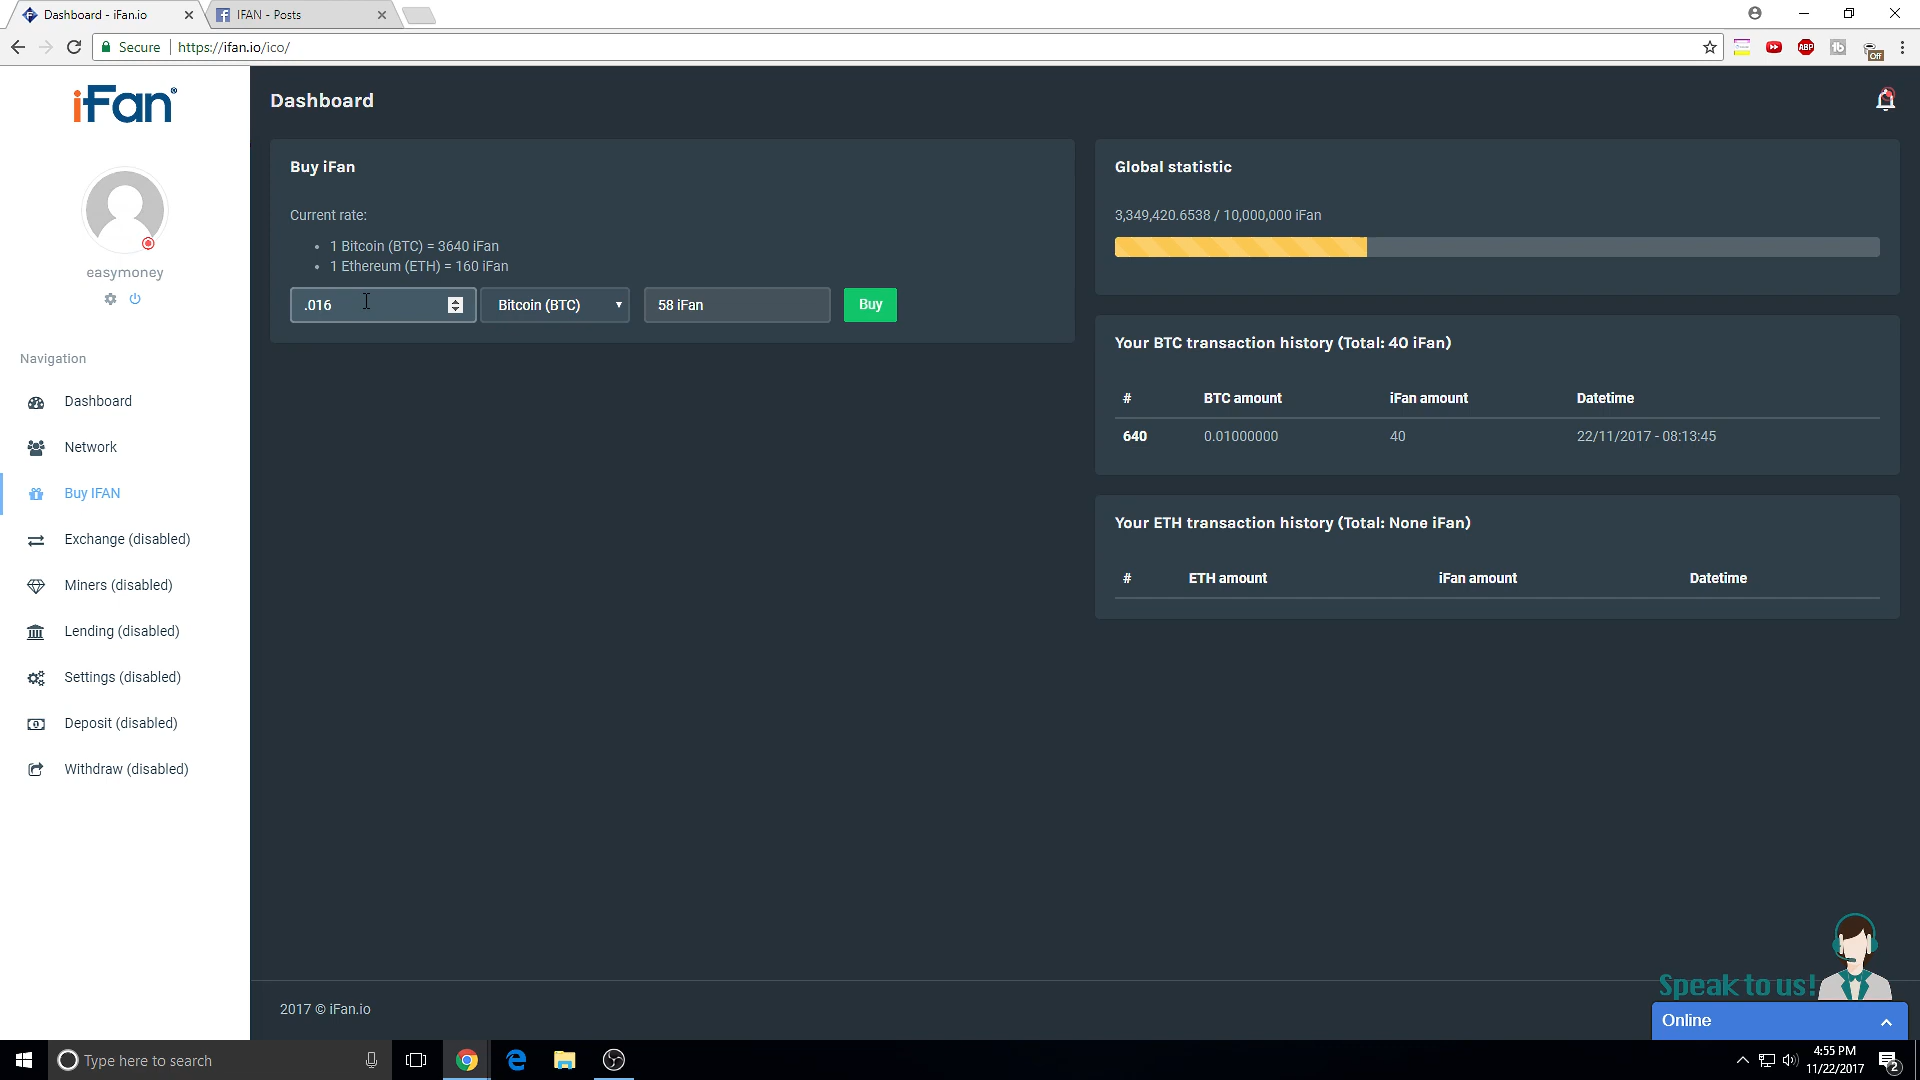 Dashboard - iFan.io
IFAN - Posts
Secure
https://ifan.io/ico/
ABP
Off
iFan
Dashboard
easymoney
Navigation
Dashboard
Network
Buy IFAN
Exchange (disabled)
Miners (disabled)
Lending (disabled)
Settings (disabled)
Deposit (disabled)
Withdraw (disabled)
Buy iFan
Current rate:
1 Bitcoin (BTC) = 3640 iFan
1 Ethereum (ETH) = 160 iFan
.016
Bitcoin (BTC)
58 iFan
Buy
Global statistic
3,349,420.6538 / 10,000,000 iFan
Your BTC transaction history (Total: 40 iFan)
# BTC amount iFan amount Datetime
640 0.01000000 40 22/11/2017 - 08:13:45
Your ETH transaction history (Total: None iFan)
# ETH amount iFan amount Datetime
2017 © iFan.io
Speak to us!
Online
Type here to search
4:55 PM
11/22/2017
2